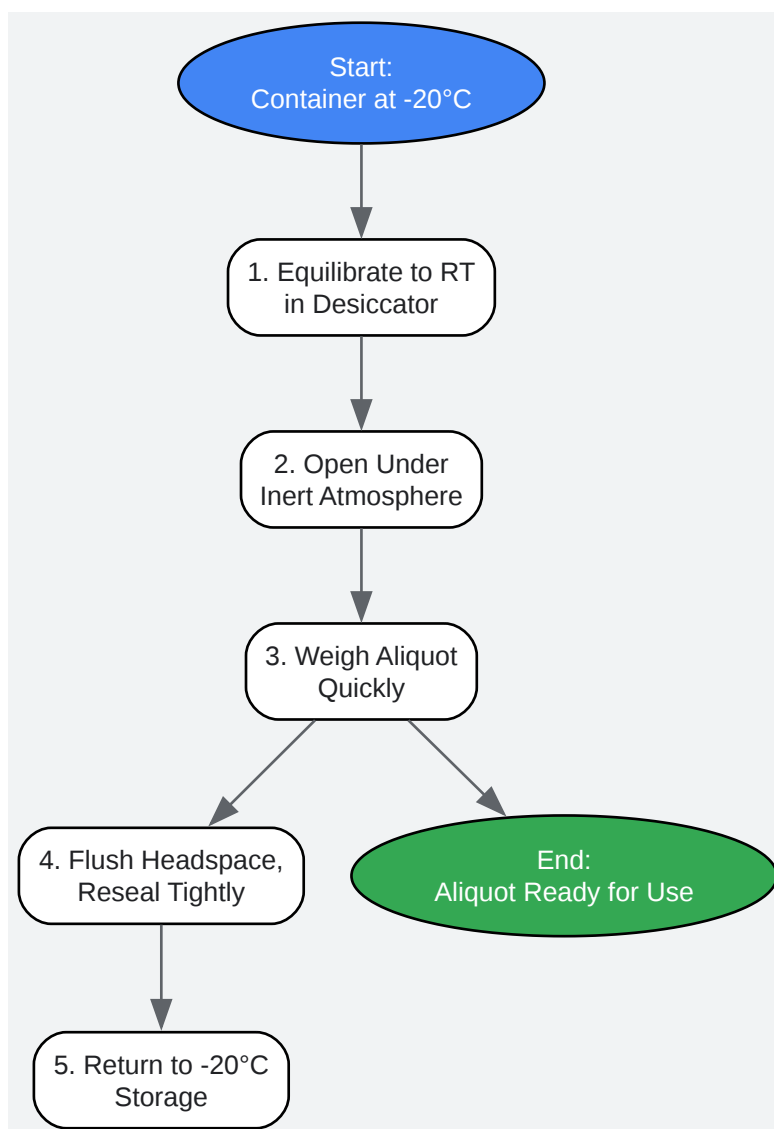 Start:
Container at -20°C
1. Equilibrate to RT
in Desiccator
2. Open Under
Inert Atmosphere
3. Weigh Aliquot
Quickly
4. Flush Headspace,
Reseal Tightly
End:
Aliquot Ready for Use
5. Return to -20°C
Storage